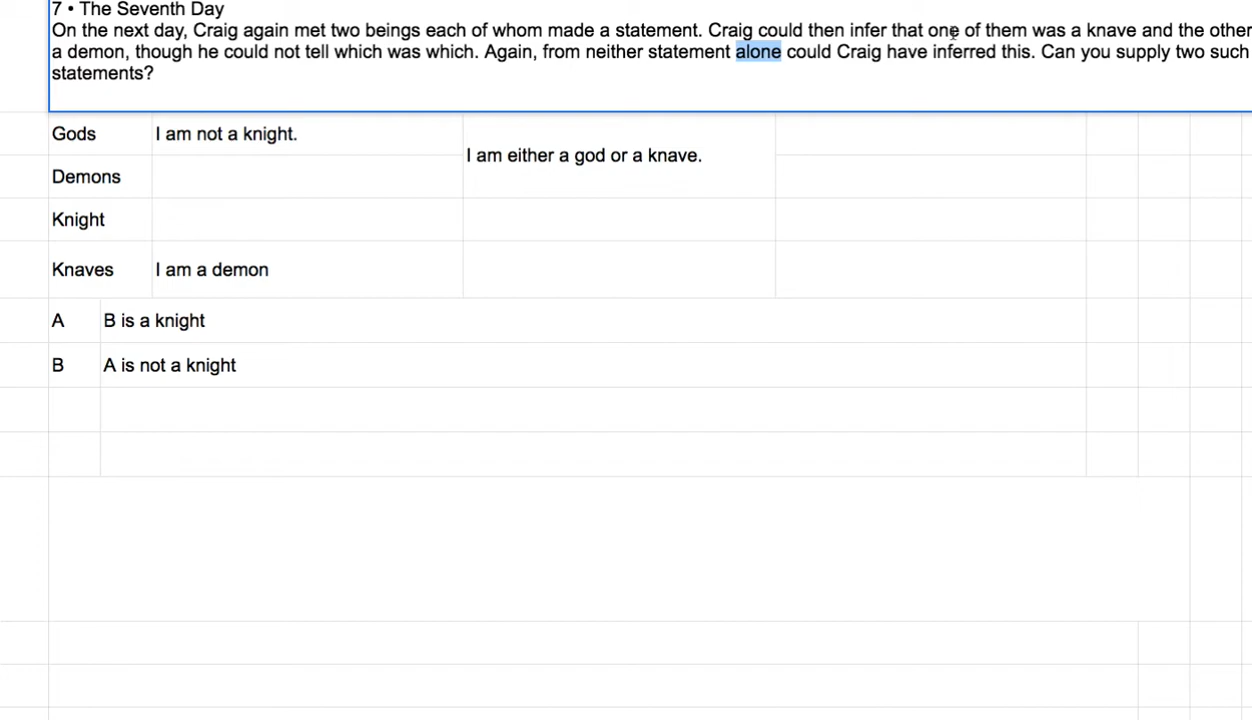 7 • The Seventh Day
On the next day, Craig again met two beings each of whom made a statement. Craig could then infer that one of them was a knave and the other
a demon, though he could not tell which was which. Again, from neither statement alone could Craig have inferred this. Can you supply two such
statements?
Gods I am not a knight.
I am either a god or a knave.
Demons
Knight
Knaves I am a demon
A B is a knight
B A is not a knight